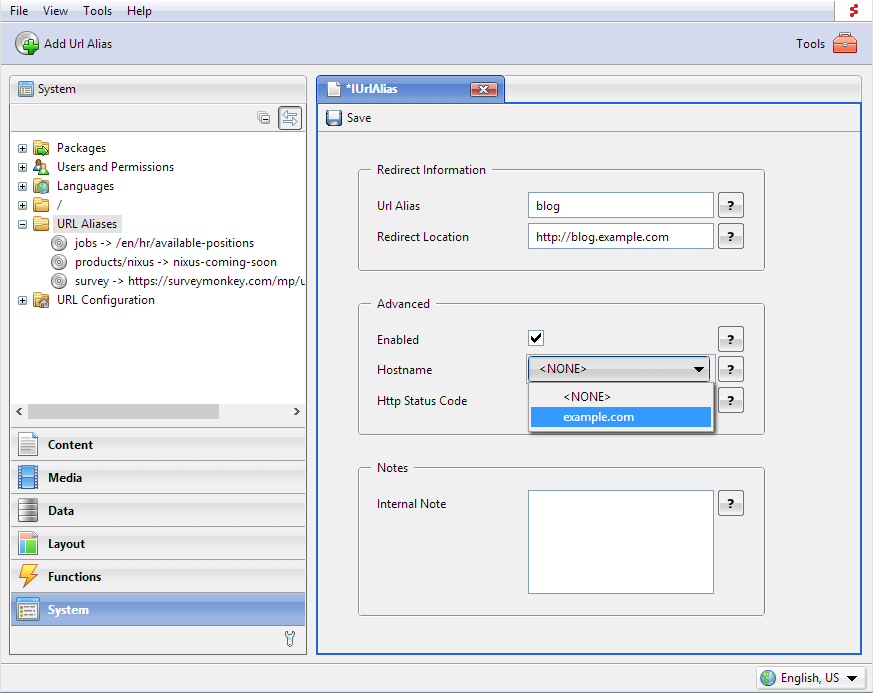 File View Tools Help
Add Url Alias
Tools
System
Packages
Users and Permissions
Languages
/
URL Aliases
jobs -> /en/hr/available-positions
products/nixus -> nixus-coming-soon
survey -> https://surveymonkey.com/mp/u
URL Configuration
Content
Media
Data
Layout
Functions
System
*IUrlAlias
Save
Redirect Information
Url Alias blog ?
Redirect Location http://blog.example.com ?
Advanced
Enabled ?
Hostname <NONE> ?
<NONE>
Http Status Code ?
example.com
Notes
Internal Note ?
English, US